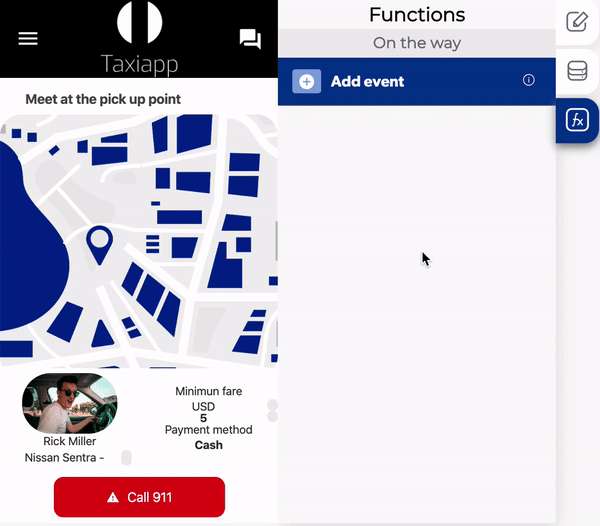 Taxiapp
Meet at the pick up point
Rick Miller
Nissan Sentra -
Minimun fare
USD
5
Payment method
Cash
Call 911
Functions
On the way
Add event
fx